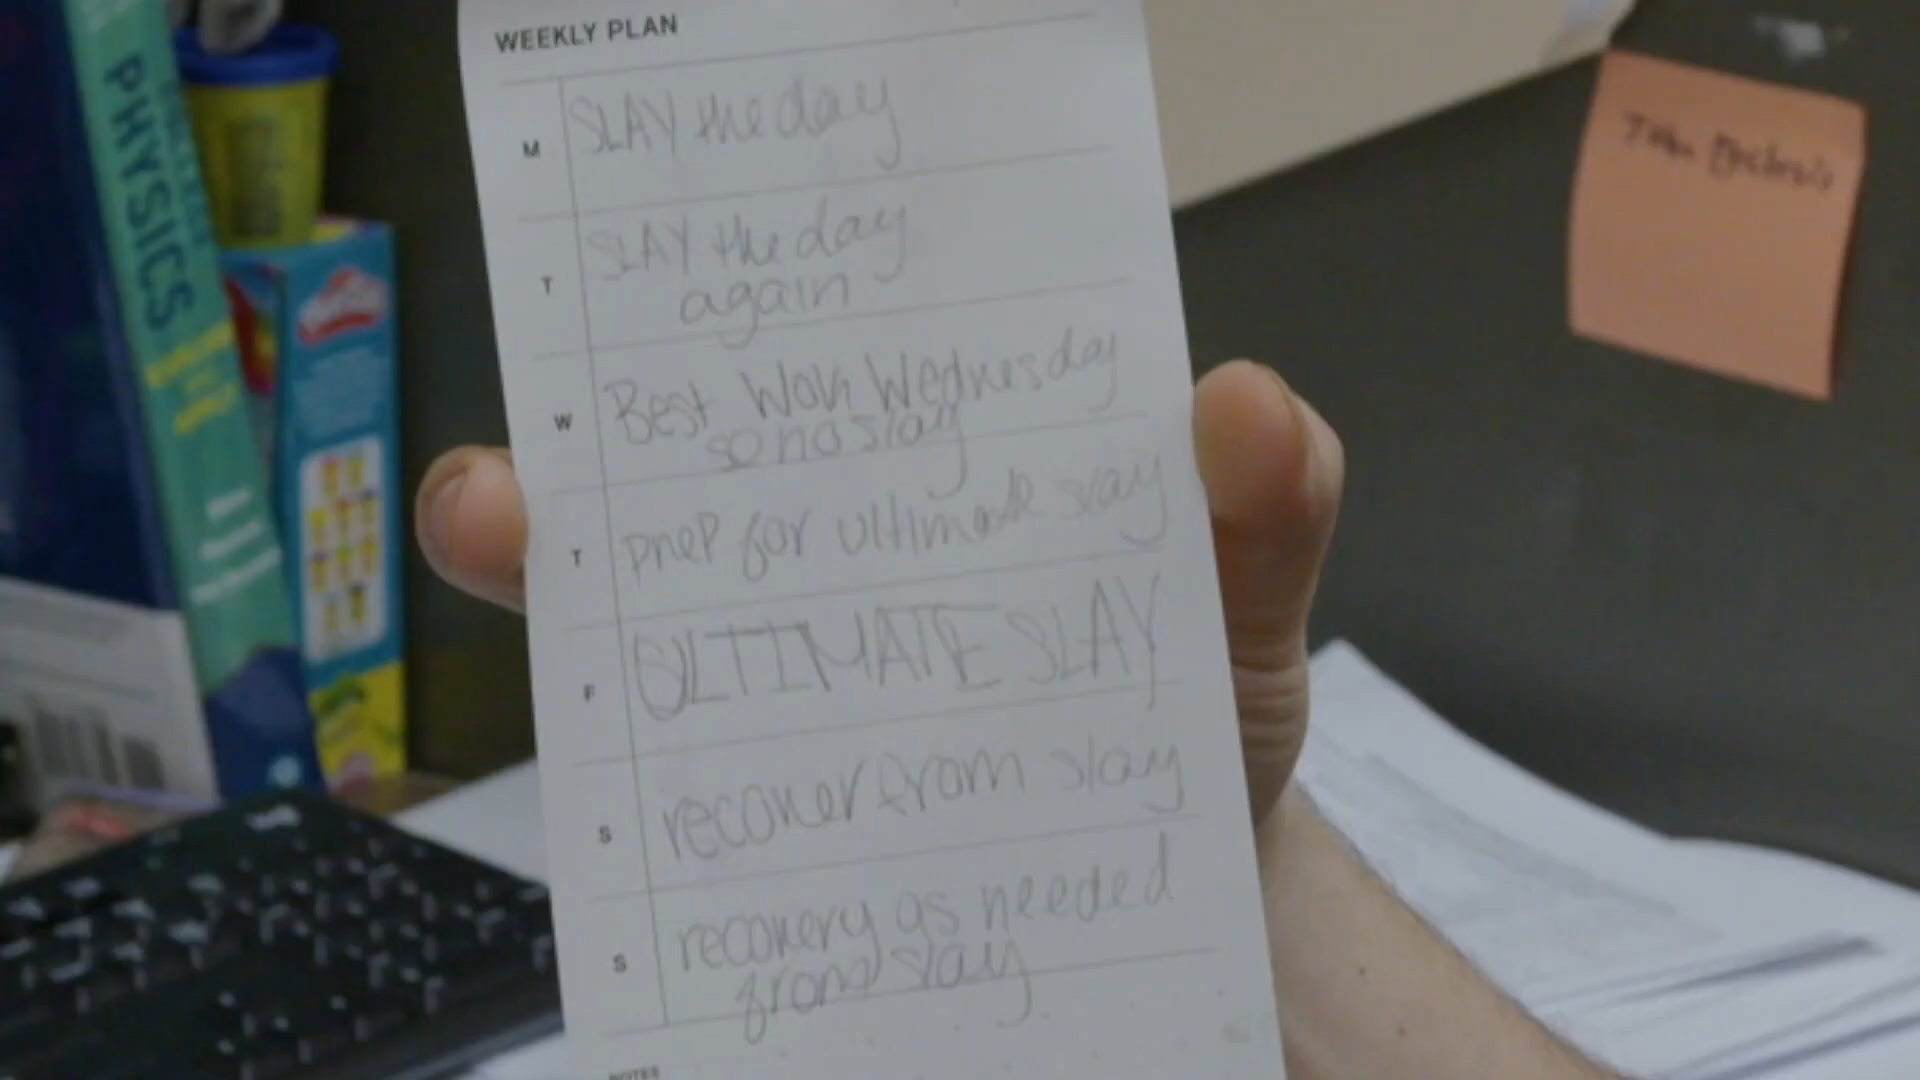 WEEKLY PLAN
M
SLAY the day
T
SLAY the day
again
W
Best Wok Wednesday
so no slay
T
prep for ultimate slay
F
ULTIMATE SLAY
S
recover from slay
S
recovery as needed
from slay
NOTES
PHYSICS